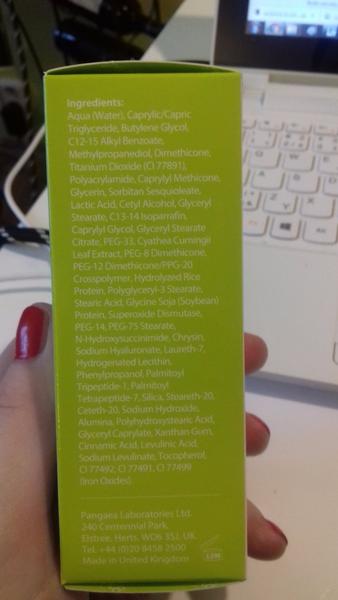 Ingredients:
Aqua (Water), Caprylic/Capric
Triglyceride, Butylene Glycol,
C12-15 Alkyl Benzoate,
Methylpropanediol, Dimethicone,
Titanium Dioxide (CI 77891),
Polyacrylamide, Caprylyl Methicone,
Glycerin, Sorbitan Sesquioleate,
Lactic Acid, Cetyl Alcohol, Glyceryl
Stearate, C13-14 Isoparrafin,
Caprylyl Glycol, Glyceryl Stearate
Citrate, PEG-33, Cyathea Cumingii
Leaf Extract, PEG-8 Dimethicone,
PEG-12 Dimethicone/PPG-20
Crosspolymer, Hydrolyzed Rice
Protein, Polyglyceryl-3 Stearate,
Stearic Acid, Glycine Soja (Soybean)
Protein, Superoxide Dismutase,
PEG-14, PEG-75 Stearate,
N-Hydroxysuccinimide, Chrysin,
Sodium Hyaluronate, Laureth-7,
Hydrogenated Lecithin,
Phenylpropanol, Palmitoyl
Tripeptide-1, Palmitoyl
Tetrapeptide-7, Silica, Steareth-20,
Ceteth-20, Sodium Hydroxide,
Alumina, Polyhydroxystearic Acid,
Glyceryl Caprylate, Xanthan Gum,
Cinnamic Acid, Levulinic Acid,
Sodium Levulinate, Tocopherol,
CI 77492, CI 77491, CI 77499
(Iron Oxides).
Pangaea Laboratories Ltd.
240 Centennial Park,
Elstree, Herts. WD6 3SJ, UK.
Tel. +44 (0)20 8458 2500
Made in United Kingdom
12M